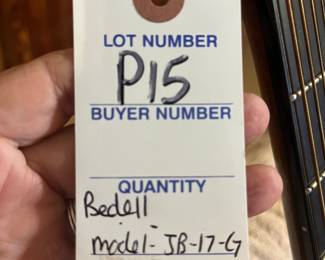 LOT NUMBER
P15
BUYER NUMBER
QUANTITY
Bedell
model-JB-17-G